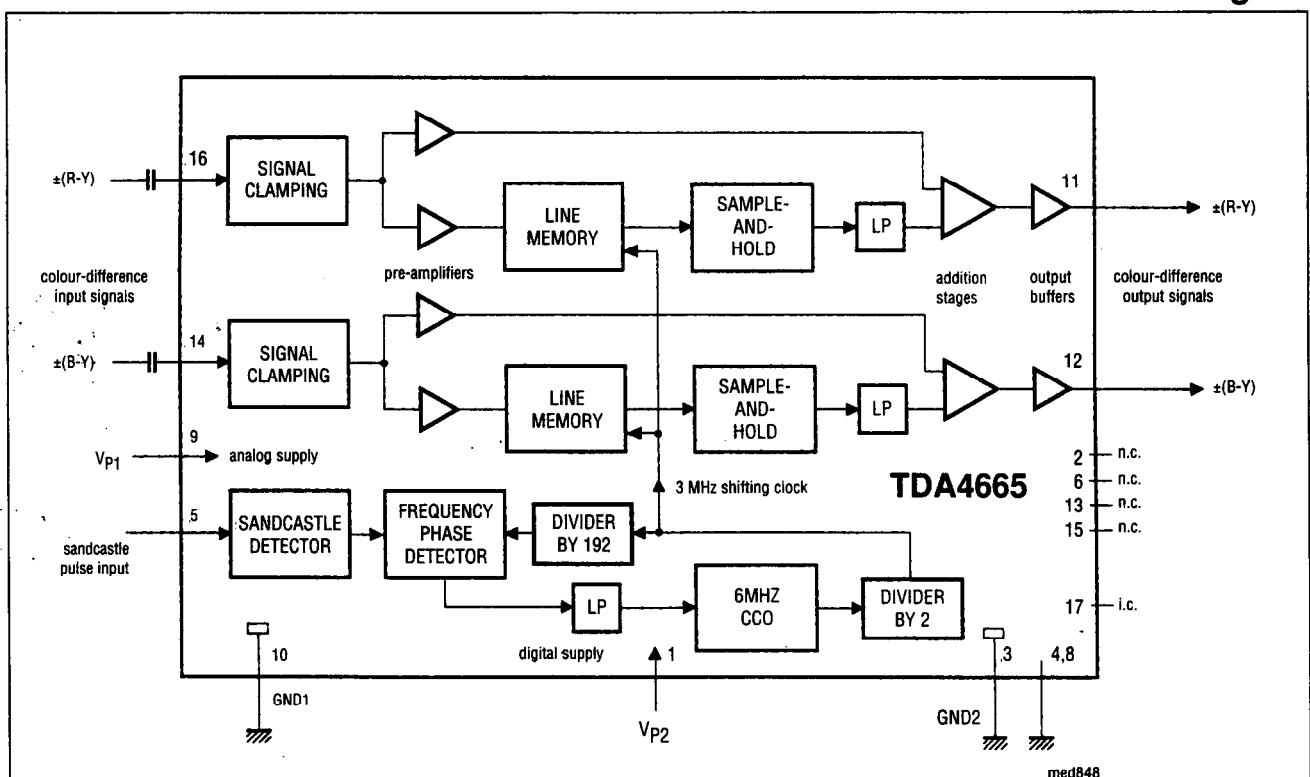 16
±(R-Y)
SIGNAL
CLAMPING
LINE
MEMORY
SAMPLE-
AND-
HOLD
LP
11
±(R-Y)
colour-difference
input signals
pre-amplifiers
addition
stages
output
buffers
colour-difference
output signals
14
±(B-Y)
SIGNAL
CLAMPING
LINE
MEMORY
SAMPLE-
AND-
HOLD
LP
12
±(B-Y)
9
VP1
analog supply
2 n.c.
6 n.c.
13 n.c.
15 n.c.
17 i.c.
3 MHz shifting clock
TDA4665
5
sandcastle
pulse input
SANDCASTLE
DETECTOR
FREQUENCY
PHASE
DETECTOR
DIVIDER
BY 192
LP
6MHZ
CCO
DIVIDER
BY 2
digital supply
10
GND1
1
VP2
3
GND2
4,8
med848